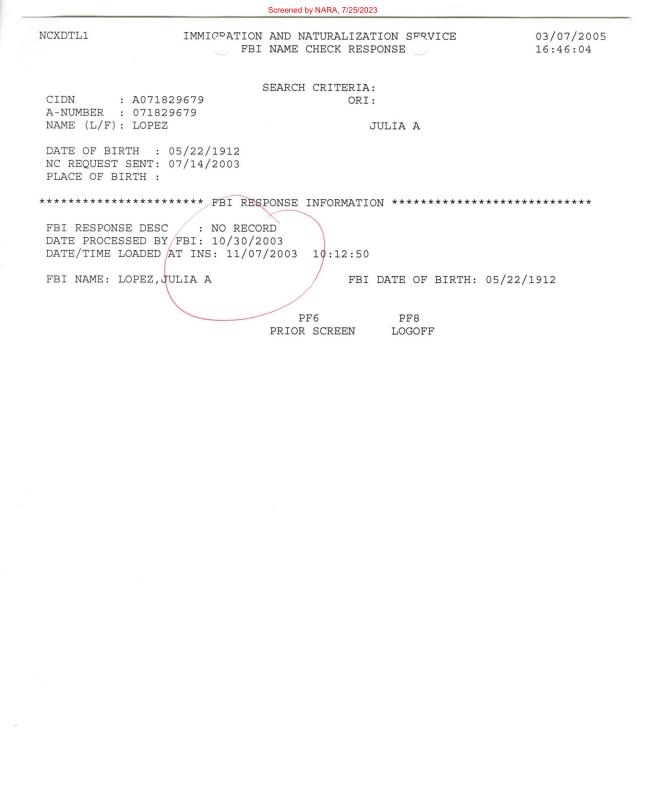 Screened by NARA, 7/25/2023
NCXDTL1 IMMIGRATION AND NATURALIZATION SERVICE 03/07/2005
FBI NAME CHECK RESPONSE 16:46:04
SEARCH CRITERIA:
CIDN : A071829679 ORI:
A-NUMBER : 071829679
NAME (L/F): LOPEZ JULIA A
DATE OF BIRTH : 05/22/1912
NC REQUEST SENT: 07/14/2003
PLACE OF BIRTH :
*********************** FBI RESPONSE INFORMATION ****************************
FBI RESPONSE DESC : NO RECORD
DATE PROCESSED BY FBI: 10/30/2003
DATE/TIME LOADED AT INS: 11/07/2003 10:12:50
FBI NAME: LOPEZ,JULIA A FBI DATE OF BIRTH: 05/22/1912
PF6 PF8
PRIOR SCREEN LOGOFF